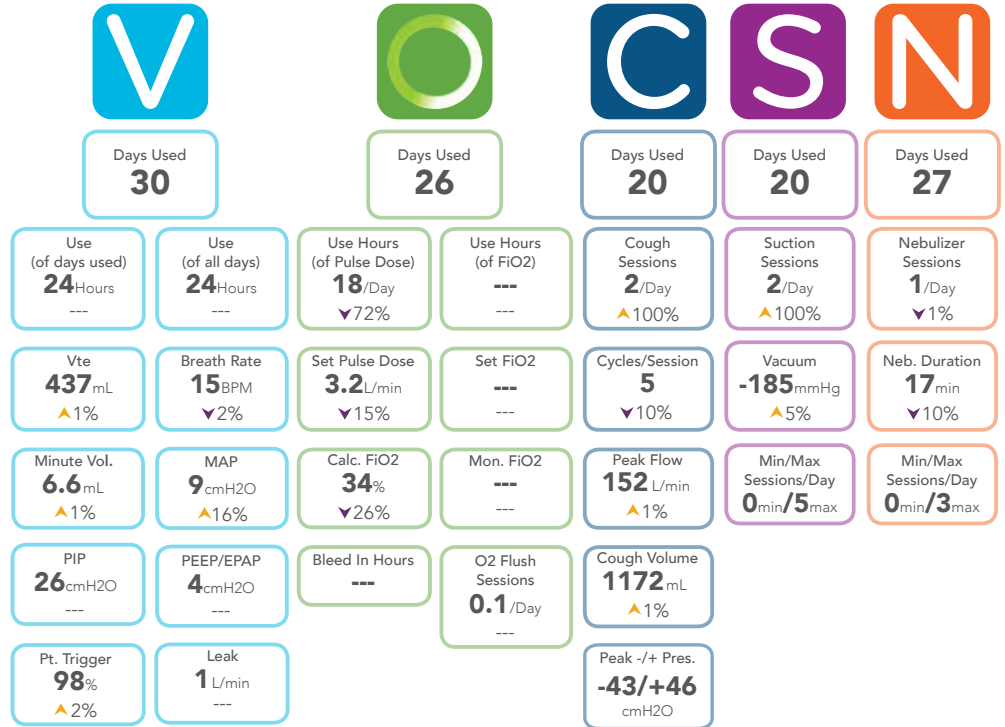 V
O
C
S
N
Days Used
30
Days Used
26
Days Used
20
Days Used
20
Days Used
27
Use
(of days used)
24Hours
---
Use
(of all days)
24Hours
---
Use Hours
(of Pulse Dose)
18/Day
72%
Use Hours
(of FiO2)
---
---
Cough
Sessions
2/Day
100%
Suction
Sessions
2/Day
100%
Nebulizer
Sessions
1/Day
1%
Vte
437mL
1%
Breath Rate
15BPM
2%
Set Pulse Dose
3.2L/min
15%
Set FiO2
---
---
Cycles/Session
5
10%
Vacuum
-185mmHg
5%
Neb. Duration
17min
10%
Minute Vol.
6.6mL
1%
MAP
9cmH2O
16%
Calc. FiO2
34%
26%
Mon. FiO2
---
---
Peak Flow
152 L/min
1%
Min/Max
Sessions/Day
0min/5max
Min/Max
Sessions/Day
0min/3max
PIP
26cmH2O
---
PEEP/EPAP
4cmH2O
---
Bleed In Hours
---
O2 Flush
Sessions
0.1/Day
---
Cough Volume
1172 mL
1%
Pt. Trigger
98%
2%
Leak
1 L/min
---
Peak -/+ Pres.
-43/+46
cmH2O